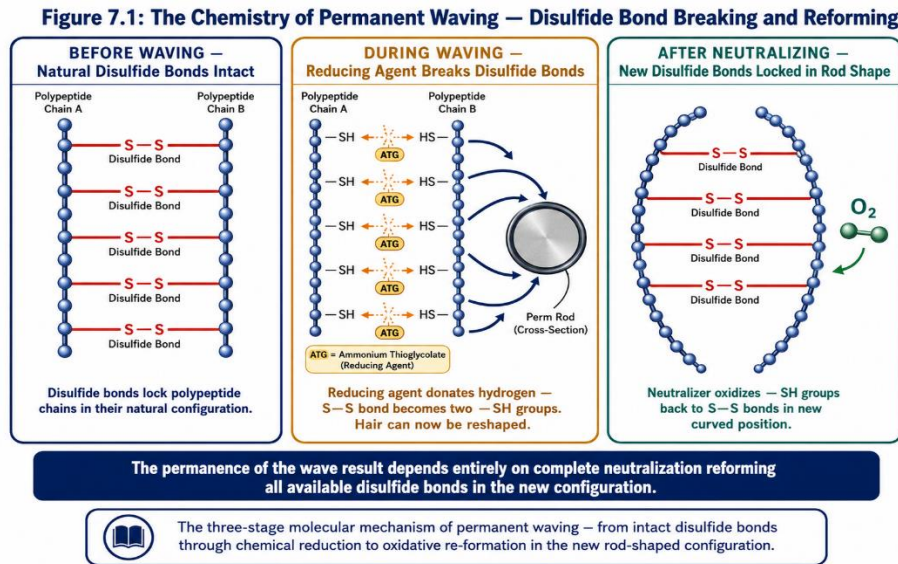 Figure 7.1: The Chemistry of Permanent Waving — Disulfide Bond Breaking and Reforming
BEFORE WAVING —
Natural Disulfide Bonds Intact
Polypeptide
Chain A
Polypeptide
Chain B
S—S
Disulfide Bond
S—S
Disulfide Bond
S—S
Disulfide Bond
S—S
Disulfide Bond
S—S
Disulfide Bond
Disulfide bonds lock polypeptide
chains in their natural configuration.
DURING WAVING —
Reducing Agent Breaks Disulfide Bonds
Polypeptide
Chain A
Polypeptide
Chain B
—SH HS—
ATG
—SH HS—
ATG
—SH HS—
ATG
—SH HS—
ATG
—SH HS—
ATG
Perm Rod
(Cross-Section)
ATG = Ammonium Thioglycolate
(Reducing Agent)
Reducing agent donates hydrogen —
S—S bond becomes two —SH groups.
Hair can now be reshaped.
AFTER NEUTRALIZING —
New Disulfide Bonds Locked in Rod Shape
S—S
Disulfide Bond
S—S
Disulfide Bond
S—S
Disulfide Bond
S—S
Disulfide Bond
O₂
Neutralizer oxidizes —SH groups
back to S—S bonds in new
curved position.
The permanence of the wave result depends entirely on complete neutralization reforming
all available disulfide bonds in the new configuration.
The three-stage molecular mechanism of permanent waving — from intact disulfide bonds
through chemical reduction to oxidative re-formation in the new rod-shaped configuration.